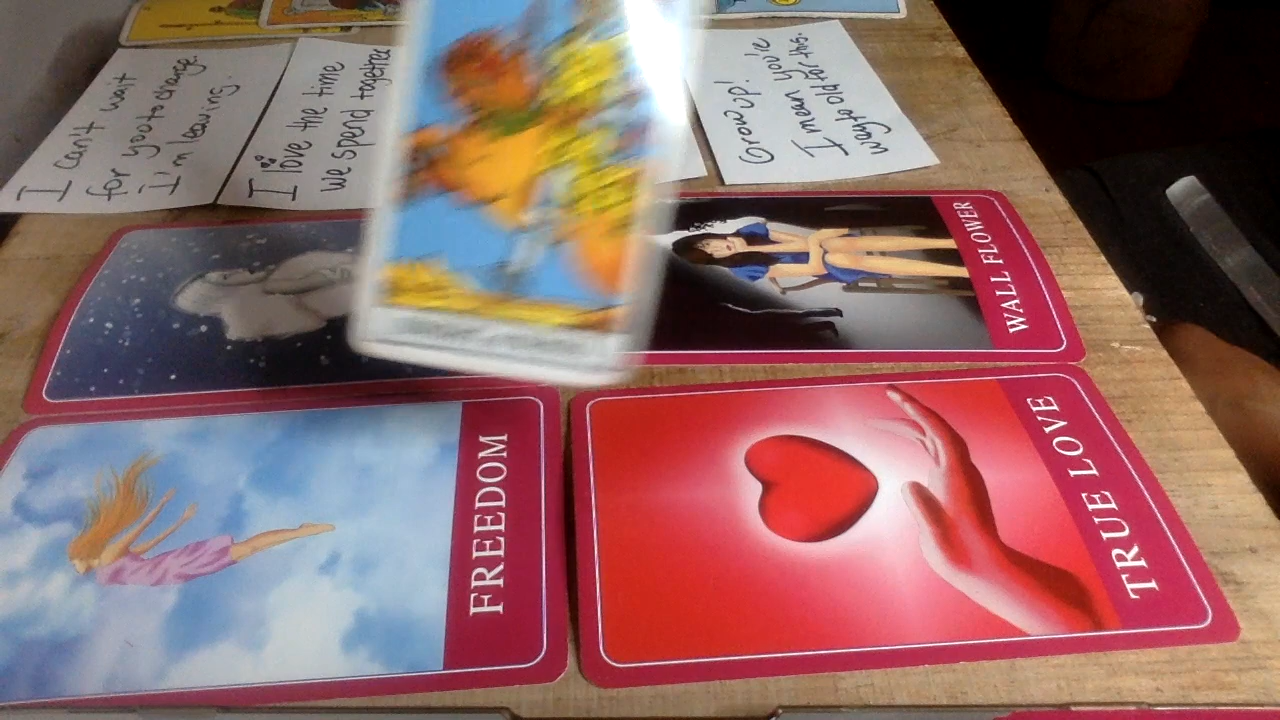 I can't wait
for you to change.
I'm leaving.
I love the time
we spend together
Grow up!
I mean you're
way to old for this.
WALL FLOWER
FREEDOM
TRUE LOVE